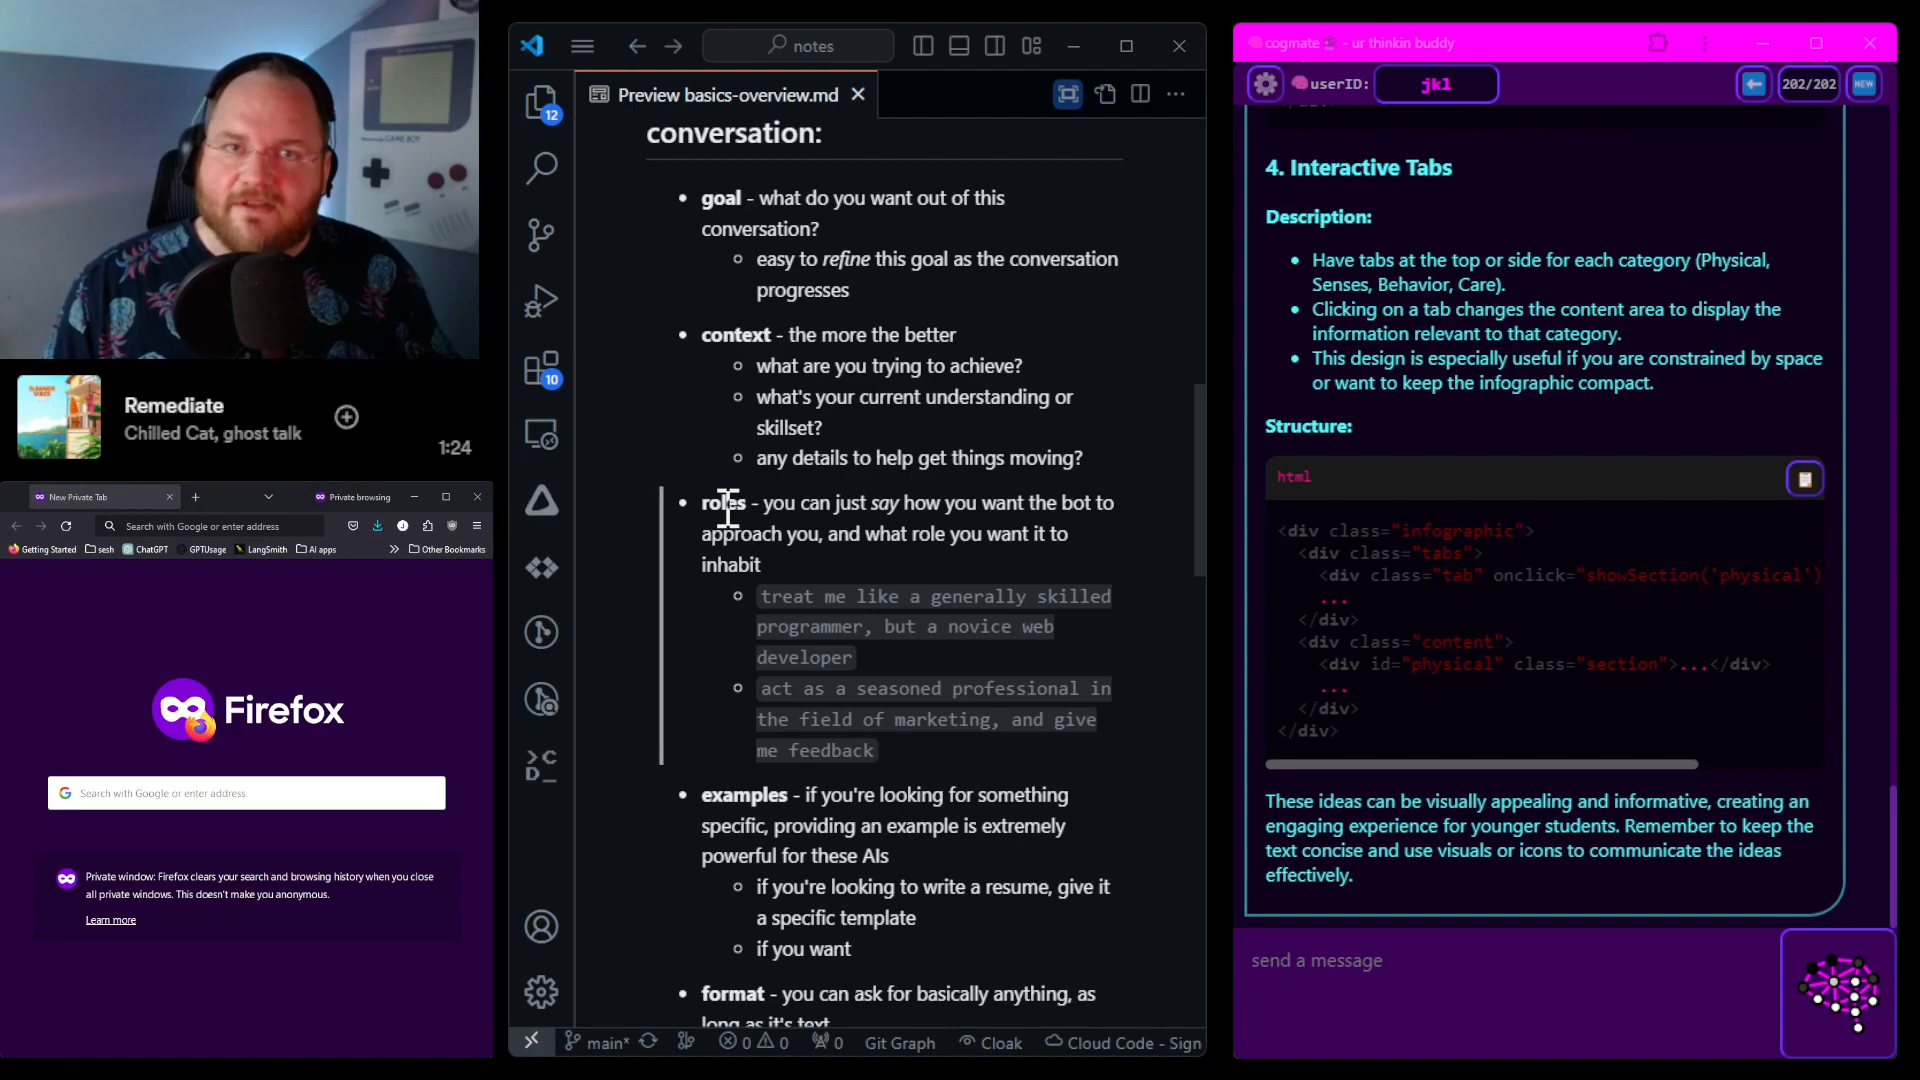 GAME BOY
SUMMER
VIBES
Remediate
Chilled Cat, ghost talk
1:24
New Private Tab
Private browsing
Search with Google or enter address
Getting Started
sesh
ChatGPT
GPTUsage
LangSmith
AI apps
Other Bookmarks
Firefox
Search with Google or enter address
Private window: Firefox clears your search and browsing history when you close
all private windows. This doesn't make you anonymous.
Learn more
notes
12
10
Preview basics-overview.md
conversation:
goal - what do you want out of this
conversation?
easy to refine this goal as the conversation
progresses
context - the more the better
what are you trying to achieve?
what's your current understanding or
skillset?
any details to help get things moving?
roles - you can just say how you want the bot to
approach you, and what role you want it to
inhabit
treat me like a generally skilled
programmer, but a novice web
developer
act as a seasoned professional in
the field of marketing, and give
me feedback
examples - if you're looking for something
specific, providing an example is extremely
powerful for these AIs
if you're looking to write a resume, give it
a specific template
if you want
format - you can ask for basically anything, as
long as it's text
main*
0
0
0
Git Graph
Cloak
Cloud Code - Sign
cogmate - ur thinkin buddy
userID:
jkl
202/202
NEW
4. Interactive Tabs
Description:
Have tabs at the top or side for each category (Physical,
Senses, Behavior, Care).
Clicking on a tab changes the content area to display the
information relevant to that category.
This design is especially useful if you are constrained by space
or want to keep the infographic compact.
Structure:
html
<div class="infographic">
<div class="tabs">
<div class="tab" onclick="showSection('physical')
...
</div>
<div class="content">
<div id="physical" class="section">...</div>
...
</div>
</div>
These ideas can be visually appealing and informative, creating an
engaging experience for younger students. Remember to keep the
text concise and use visuals or icons to communicate the ideas
effectively.
send a message